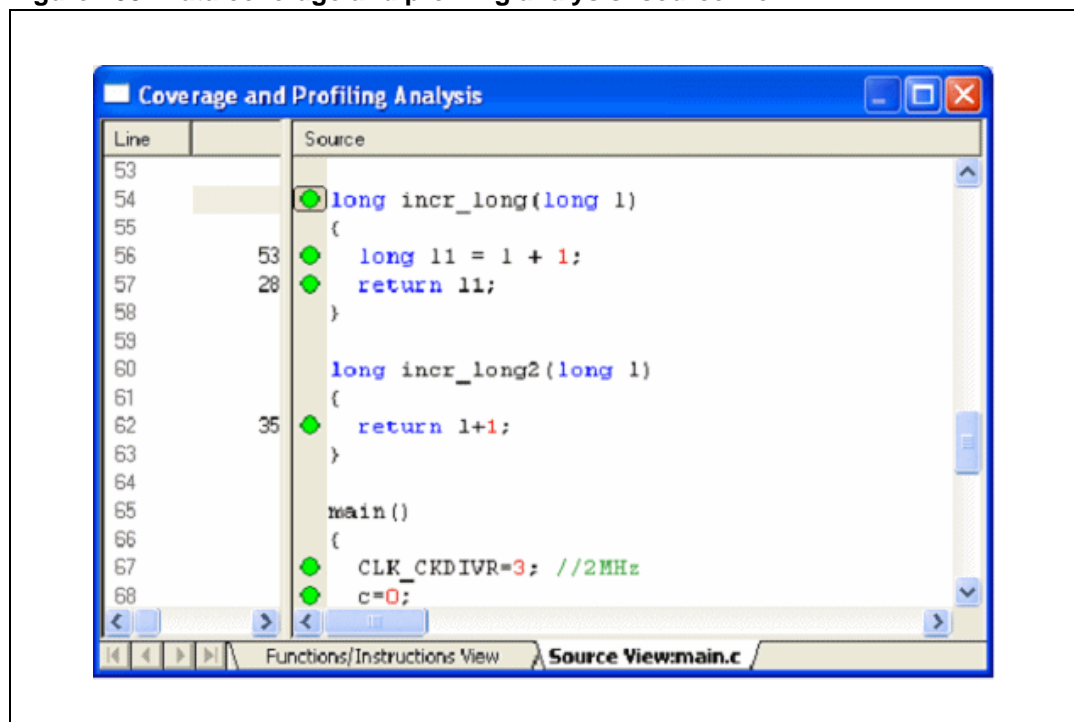 Coverage and Profiling Analysis
Line Source
53
54 long incr_long(long l)
55 {
56 53 long l1 = l + 1;
57 28 return l1;
58 }
59
60 long incr_long2(long l)
61 {
62 35 return l+1;
63 }
64
65 main()
66 {
67 CLK_CKDIVR=3; //2MHz
68 c=0;
Functions/Instructions View Source View:main.c